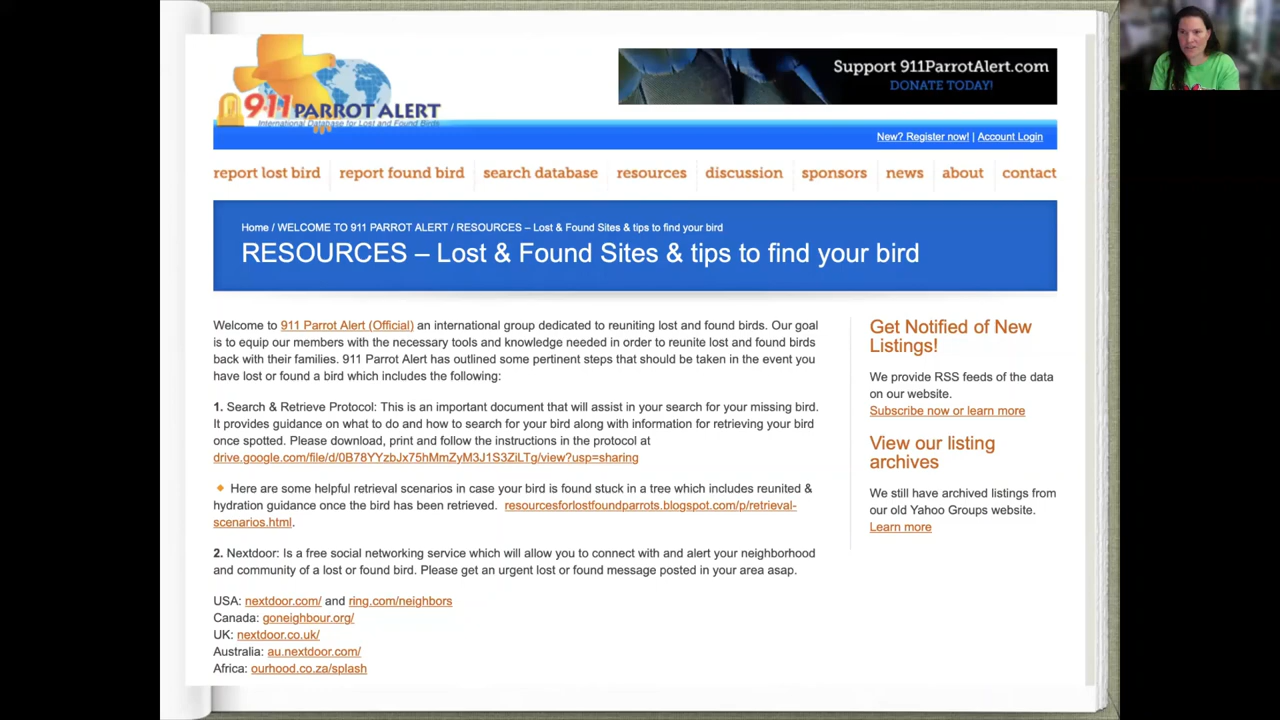 911 PARROT ALERT
International Database for Lost and Found Birds
Support 911ParrotAlert.com
DONATE TODAY!
New? Register now! | Account Login
report lost bird report found bird search database resources discussion sponsors news about contact
Home / WELCOME TO 911 PARROT ALERT / RESOURCES – Lost & Found Sites & tips to find your bird
RESOURCES – Lost & Found Sites & tips to find your bird
Welcome to 911 Parrot Alert (Official) an international group dedicated to reuniting lost and found birds. Our goal
is to equip our members with the necessary tools and knowledge needed in order to reunite lost and found birds
back with their families. 911 Parrot Alert has outlined some pertinent steps that should be taken in the event you
have lost or found a bird which includes the following:
1. Search & Retrieve Protocol: This is an important document that will assist in your search for your missing bird.
It provides guidance on what to do and how to search for your bird along with information for retrieving your bird
once spotted. Please download, print and follow the instructions in the protocol at
drive.google.com/file/d/0B78YYzbJx75hMmZyM3J1S3ZiLTg/view?usp=sharing
Here are some helpful retrieval scenarios in case your bird is found stuck in a tree which includes reunited &
hydration guidance once the bird has been retrieved. resourcesforlostfoundparrots.blogspot.com/p/retrieval-
scenarios.html.
2. Nextdoor: Is a free social networking service which will allow you to connect with and alert your neighborhood
and community of a lost or found bird. Please get an urgent lost or found message posted in your area asap.
USA: nextdoor.com/ and ring.com/neighbors
Canada: goneighbour.org/
UK: nextdoor.co.uk/
Australia: au.nextdoor.com/
Africa: ourhood.co.za/splash
Get Notified of New
Listings!
We provide RSS feeds of the data
on our website.
Subscribe now or learn more
View our listing
archives
We still have archived listings from
our old Yahoo Groups website.
Learn more